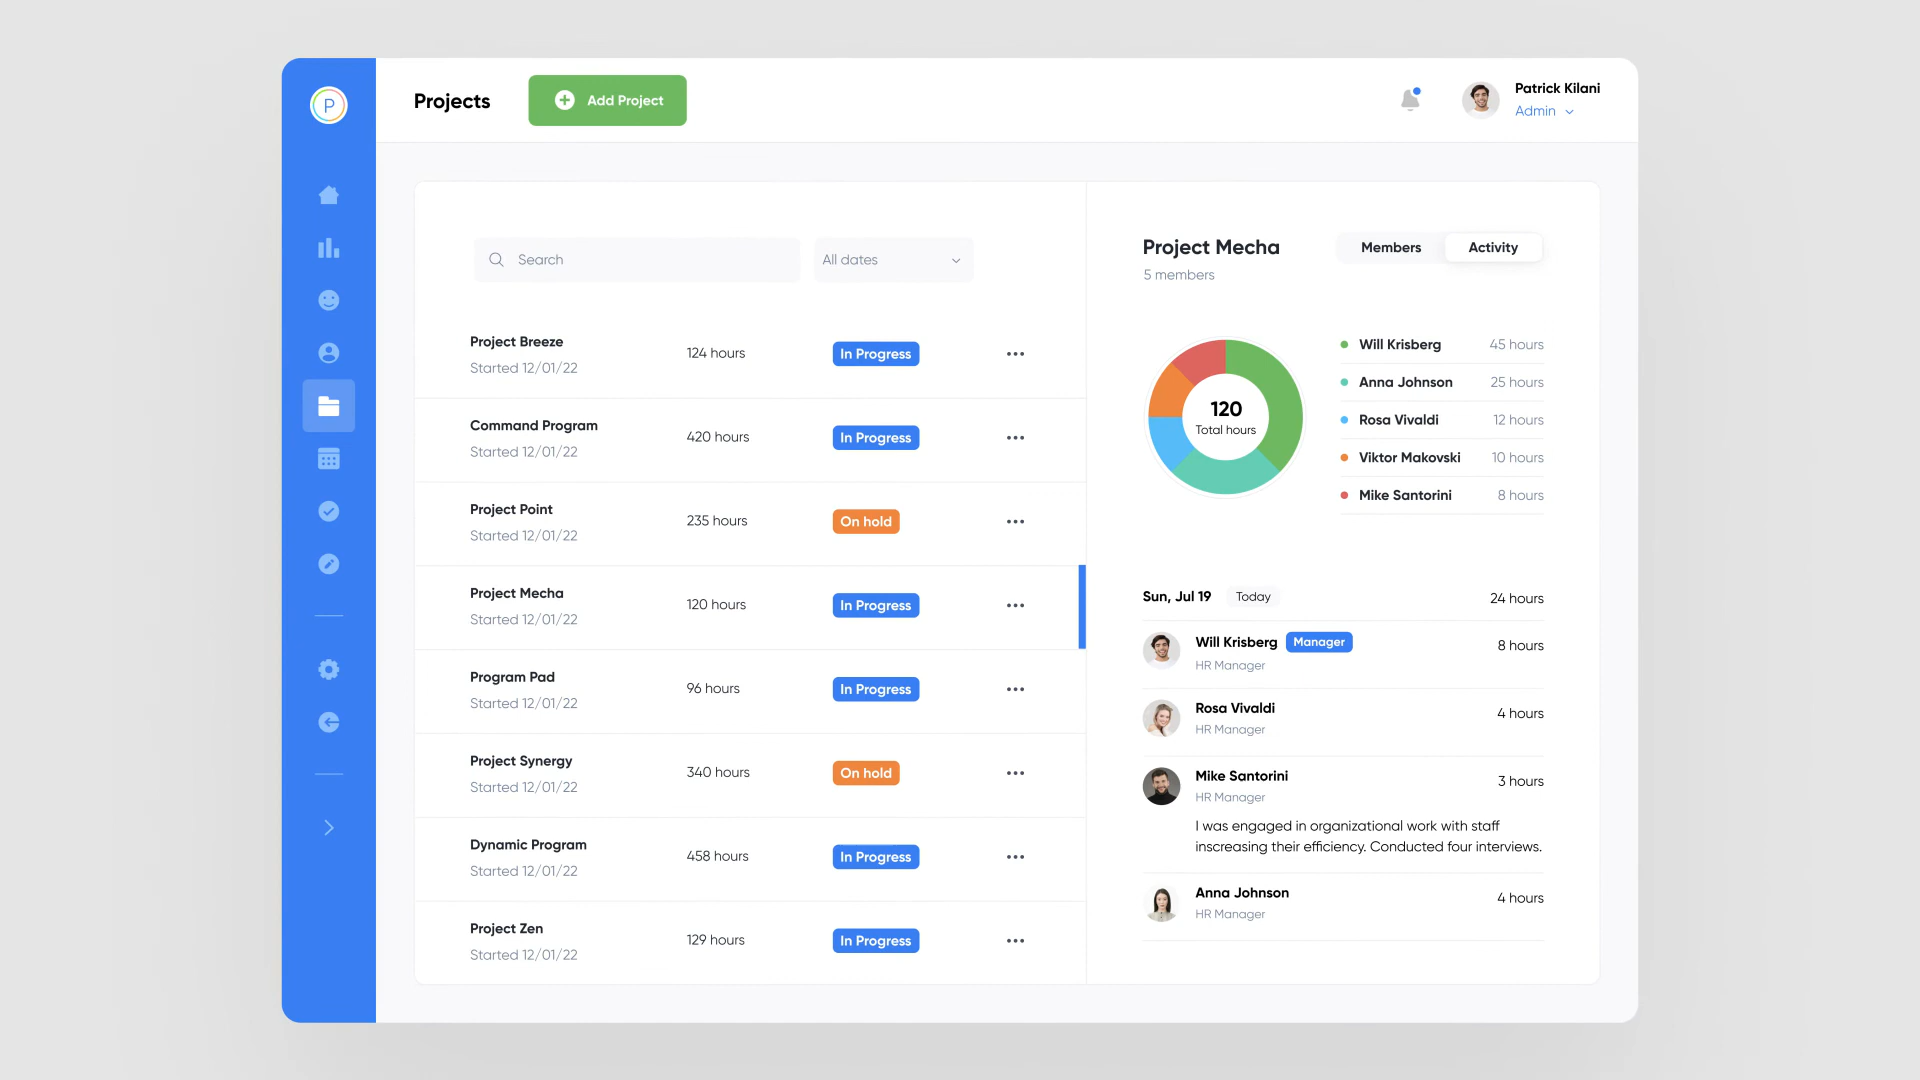 P
Projects
Add Project
Patrick Kilani
Admin
Search
All dates
Project Breeze
Started 12/01/22
124 hours
In Progress
Command Program
Started 12/01/22
420 hours
In Progress
Project Point
Started 12/01/22
235 hours
On hold
Project Mecha
Started 12/01/22
120 hours
In Progress
Program Pad
Started 12/01/22
96 hours
In Progress
Project Synergy
Started 12/01/22
340 hours
On hold
Dynamic Program
Started 12/01/22
458 hours
In Progress
Project Zen
Started 12/01/22
129 hours
In Progress
Project Mecha
5 members
Members
Activity
120
Total hours
Will Krisberg 45 hours
Anna Johnson 25 hours
Rosa Vivaldi 12 hours
Viktor Makovski 10 hours
Mike Santorini 8 hours
Sun, Jul 19 Today 24 hours
Will Krisberg Manager
HR Manager
8 hours
Rosa Vivaldi
HR Manager
4 hours
Mike Santorini
HR Manager
3 hours
I was engaged in organizational work with staff
inscreasing their efficiency. Conducted four interviews.
Anna Johnson
HR Manager
4 hours